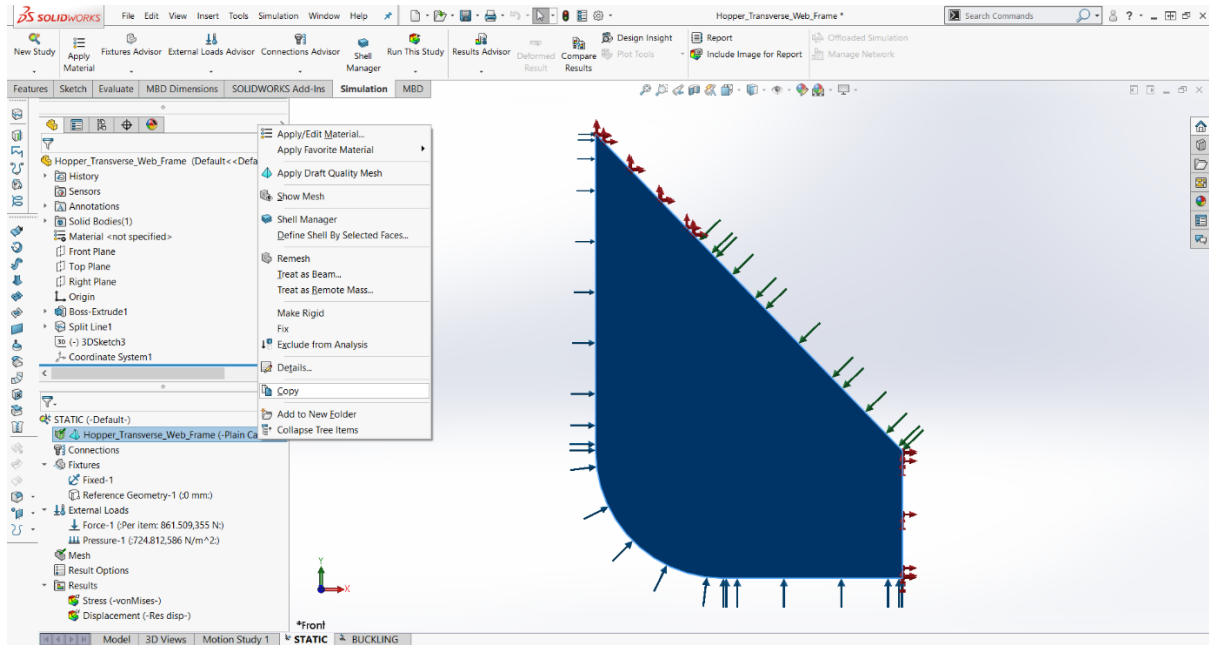 SOLIDWORKS File Edit View Insert Tools Simulation Window Help Hopper_Transverse_Web_Frame * Search Commands ?
New Study
Apply Material
Fixtures Advisor
External Loads Advisor
Connections Advisor
Shell Manager
Run This Study
Results Advisor
Deformed Result
Compare Results
Design Insight
Plot Tools
Report
Include Image for Report
Offloaded Simulation
Manage Network
Features Sketch Evaluate MBD Dimensions SOLIDWORKS Add-Ins Simulation MBD
Hopper_Transverse_Web_Frame (Default<<Defa
History
Sensors
Annotations
Solid Bodies(1)
Material <not specified>
Front Plane
Top Plane
Right Plane
Origin
Boss-Extrude1
Split Line1
3D (-) 3DSketch3
Coordinate System1
Apply/Edit Material...
Apply Favorite Material
Apply Draft Quality Mesh
Show Mesh
Shell Manager
Define Shell By Selected Faces...
Remesh
Treat as Beam...
Treat as Remote Mass...
Make Rigid
Fix
Exclude from Analysis
Details...
Copy
Add to New Folder
Collapse Tree Items
STATIC (-Default-)
Hopper_Transverse_Web_Frame (-Plain Ca
Connections
Fixtures
Fixed-1
Reference Geometry-1 (:0 mm:)
External Loads
Force-1 (:Per item: 861.509,355 N:)
Pressure-1 (:724.812,586 N/m^2:)
Mesh
Result Options
Results
Stress (-vonMises-)
Displacement (-Res disp-)
Y
X
*Front
Model 3D Views Motion Study 1 STATIC BUCKLING